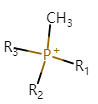 CH₃
R₃ P⁺ R₁
R₂